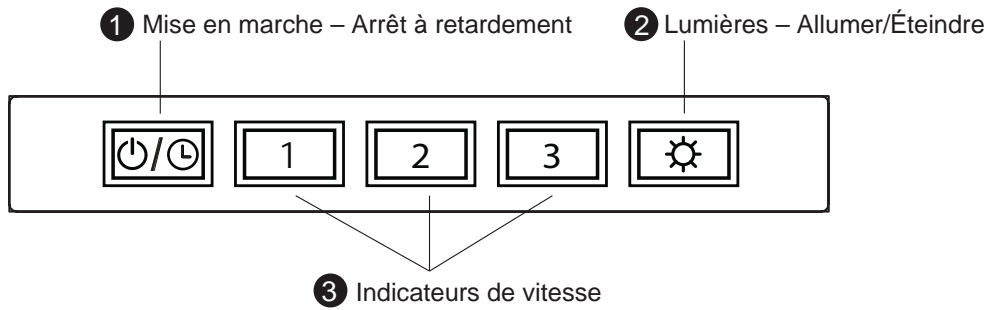 1 Mise en marche – Arrêt à retardement
2 Lumières – Allumer/Éteindre
/ 1 2 3
3 Indicateurs de vitesse